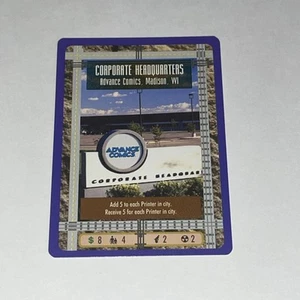 CORPORATE HEADQUARTERS
Advance Comics, Madison, WI
ADVANCE
COMICS
CORPORATE HEADQUAR
Add 5 to each Printer in city.
Receive 5 for each Printer in city.
$ 8 4 2 2